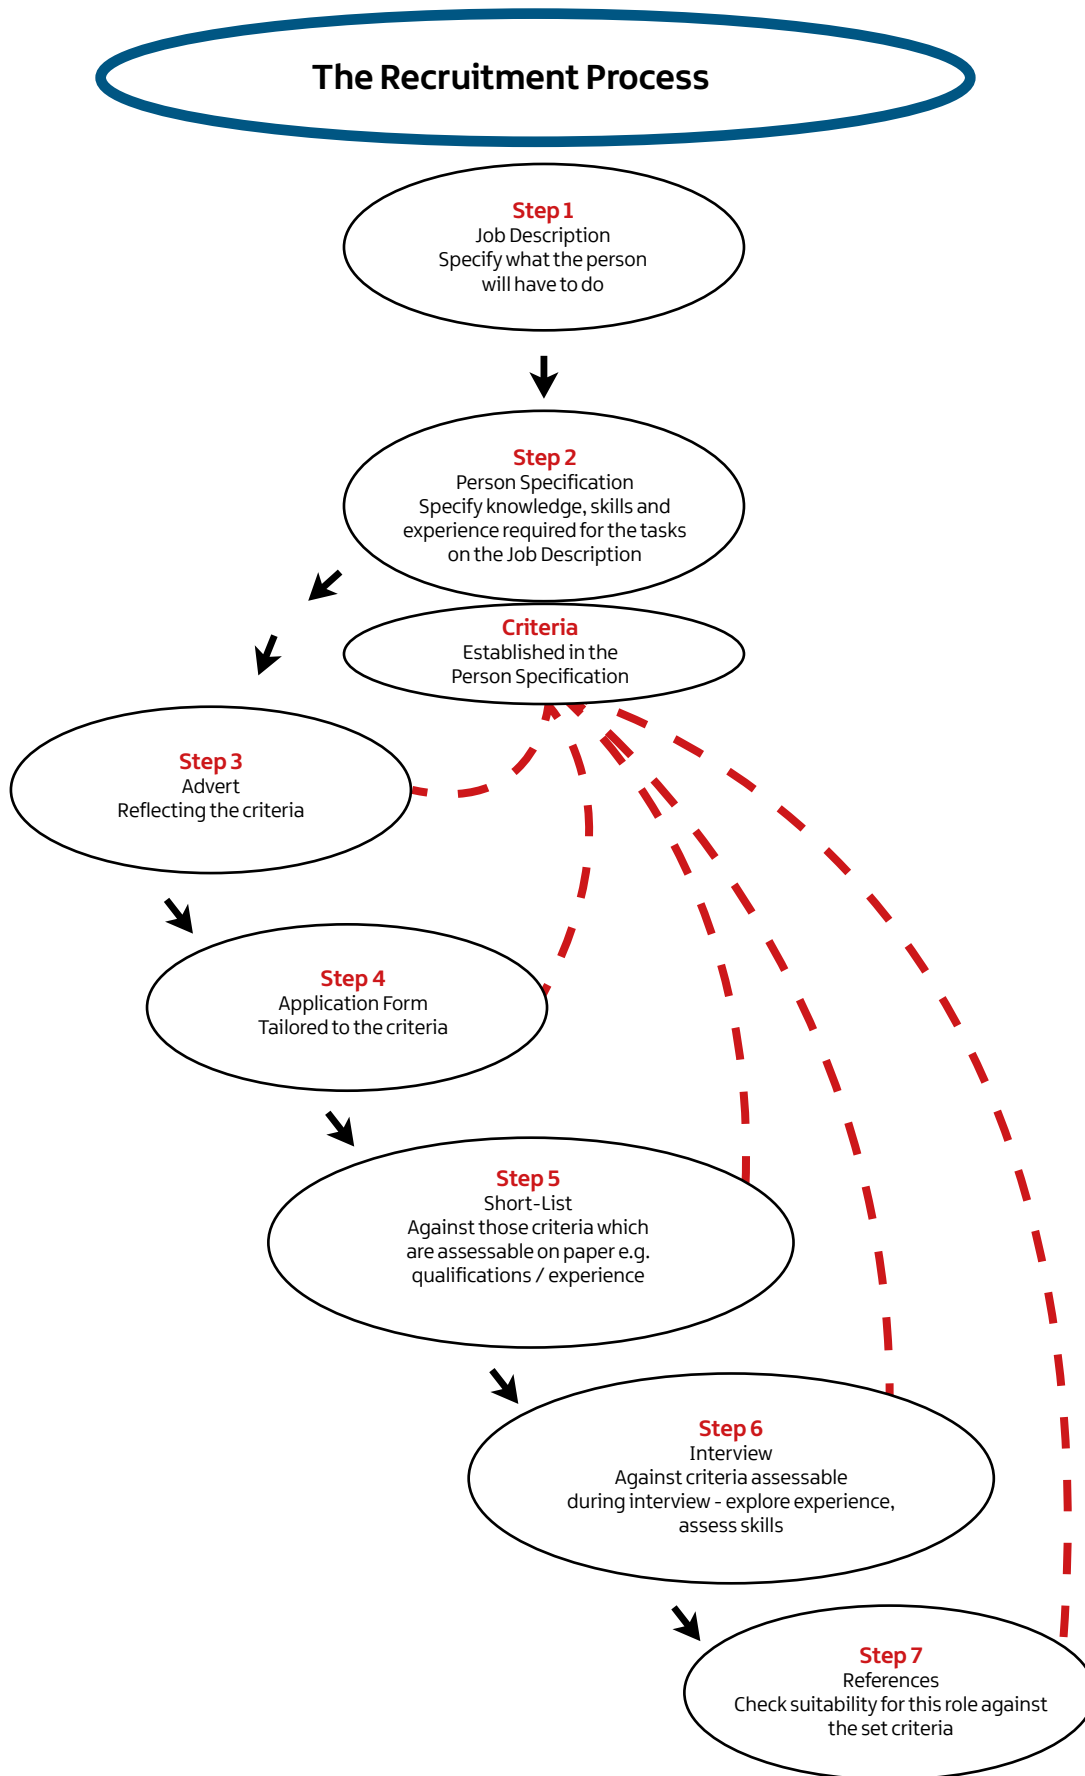 The Recruitment Process
Step 1
Job Description
Specify what the person
will have to do
Step 2
Person Specification
Specify knowledge, skills and
experience required for the tasks
on the Job Description
Criteria
Established in the
Person Specification
Step 3
Advert
Reflecting the criteria
Step 4
Application Form
Tailored to the criteria
Step 5
Short-List
Against those criteria which
are assessable on paper e.g.
qualifications / experience
Step 6
Interview
Against criteria assessable
during interview - explore experience,
assess skills
Step 7
References
Check suitability for this role against
the set criteria